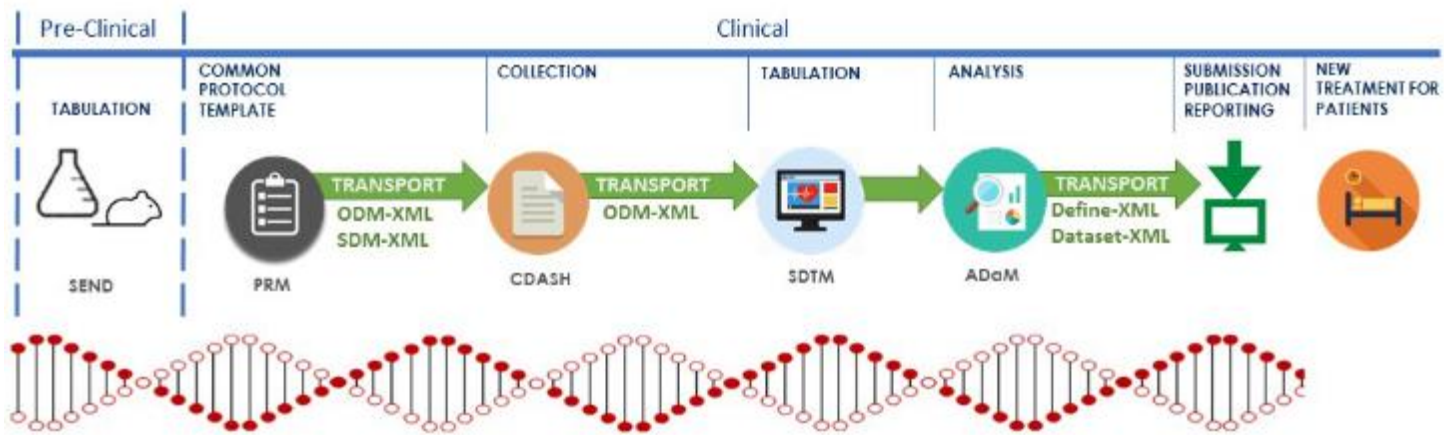 Pre-Clinical
Clinical
TABULATION
COMMON
PROTOCOL
TEMPLATE
COLLECTION
TABULATION
ANALYSIS
SUBMISSION
PUBLICATION
REPORTING
NEW
TREATMENT FOR
PATIENTS
TRANSPORT
ODM-XML
SDM-XML
TRANSPORT
ODM-XML
TRANSPORT
Define-XML
Dataset-XML
SEND
PRM
CDASH
SDTM
ADaM